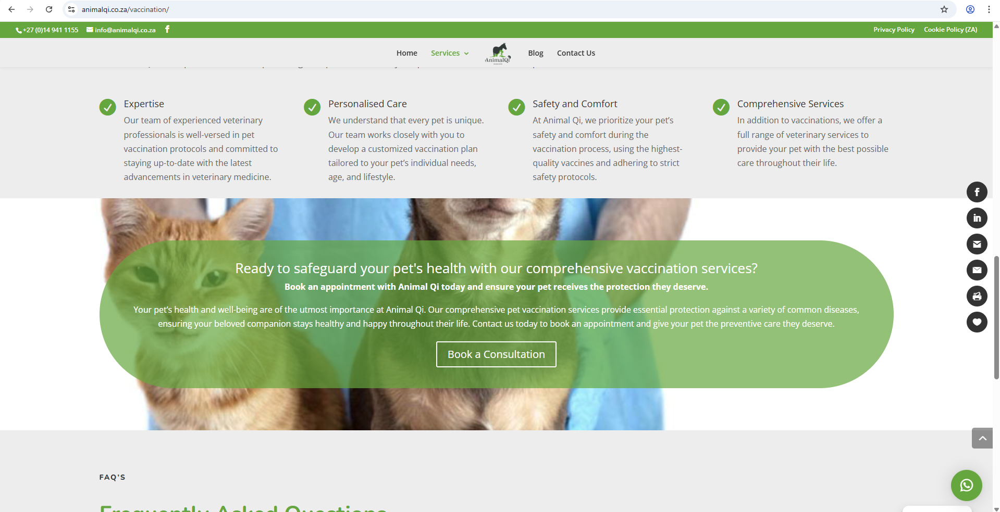 animalqi.co.za/vaccination/
+27 (0)14 941 1155
info@animalqi.co.za
Privacy Policy
Cookie Policy (ZA)
Home
Services
AnimalQi
Blog
Contact Us
Expertise
Our team of experienced veterinary
professionals is well-versed in pet
vaccination protocols and committed to
staying up-to-date with the latest
advancements in veterinary medicine.
Personalised Care
We understand that every pet is unique.
Our team works closely with you to
develop a customized vaccination plan
tailored to your pet’s individual needs,
age, and lifestyle.
Safety and Comfort
At Animal Qi, we prioritize your pet’s
safety and comfort during the
vaccination process, using the highest-
quality vaccines and adhering to strict
safety protocols.
Comprehensive Services
In addition to vaccinations, we offer a
full range of veterinary services to
provide your pet with the best possible
care throughout their life.
Ready to safeguard your pet's health with our comprehensive vaccination services?
Book an appointment with Animal Qi today and ensure your pet receives the protection they deserve.
Your pet’s health and well-being are of the utmost importance at Animal Qi. Our comprehensive pet vaccination services provide essential protection against a variety of common diseases,
ensuring your beloved companion stays healthy and happy throughout their life. Contact us today to book an appointment and give your pet the preventive care they deserve.
Book a Consultation
FAQ’S
Frequently Asked Questions